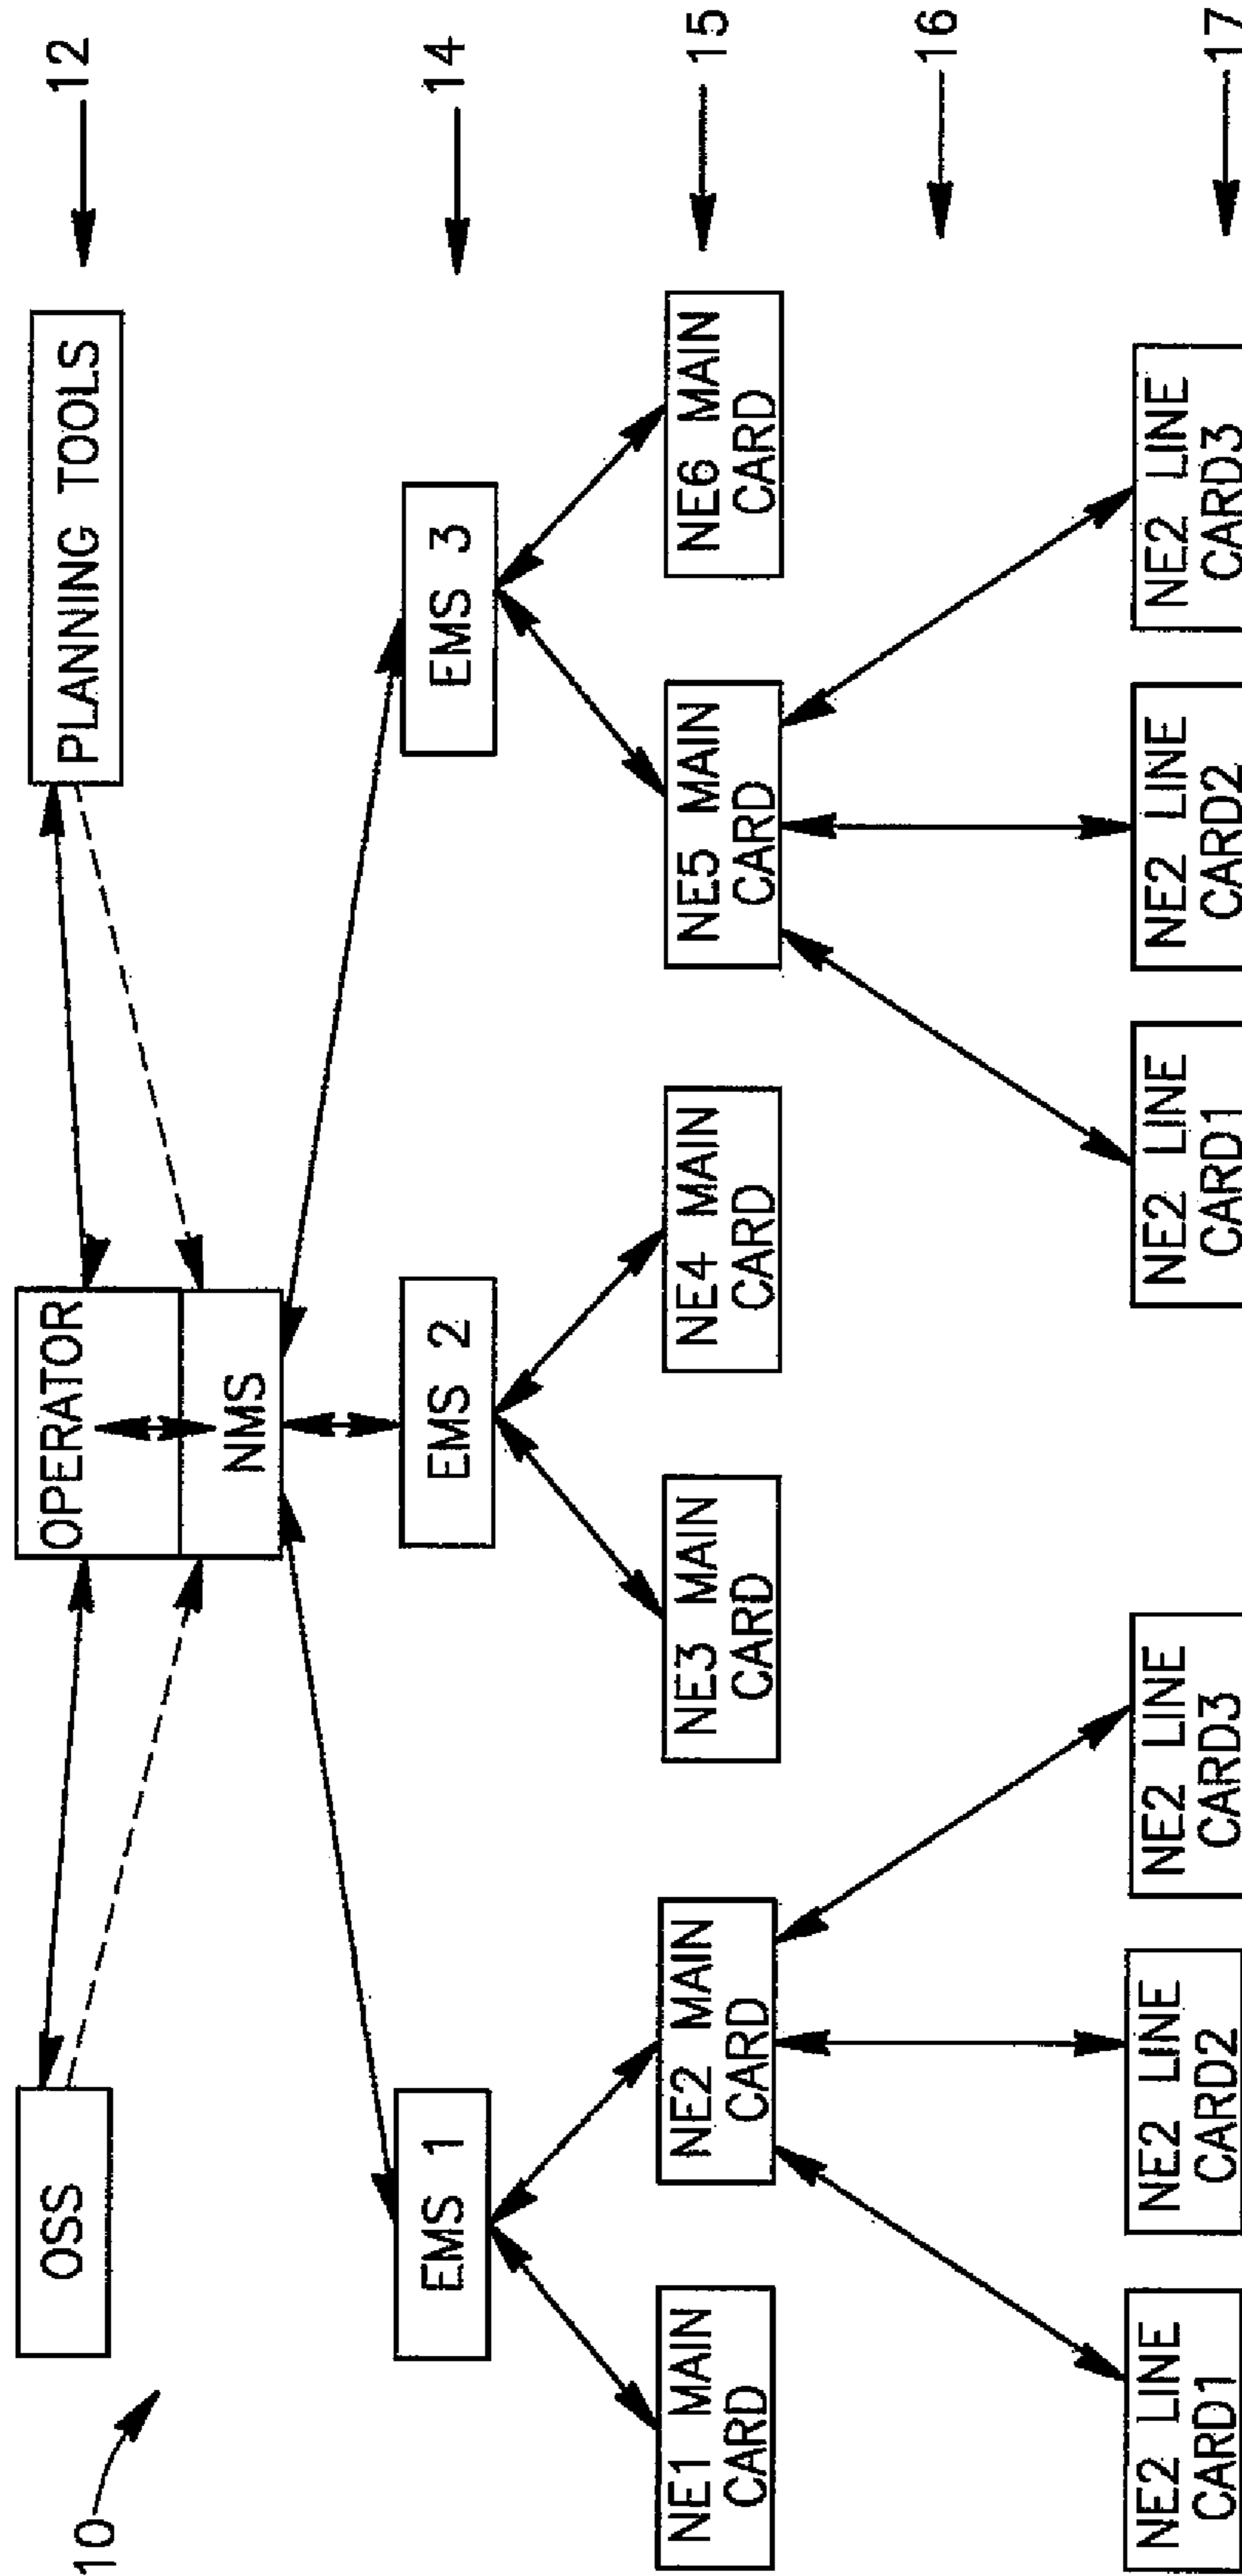 10
OSS
OPERATOR
NMS
PLANNING TOOLS
12
EMS 1
EMS 2
EMS 3
14
NE1 MAIN
CARD
NE2 MAIN
CARD
NE3 MAIN
CARD
NE4 MAIN
CARD
NE5 MAIN
CARD
NE6 MAIN
CARD
15
16
NE2 LINE
CARD1
NE2 LINE
CARD2
NE2 LINE
CARD3
NE2 LINE
CARD1
NE2 LINE
CARD2
NE2 LINE
CARD3
17